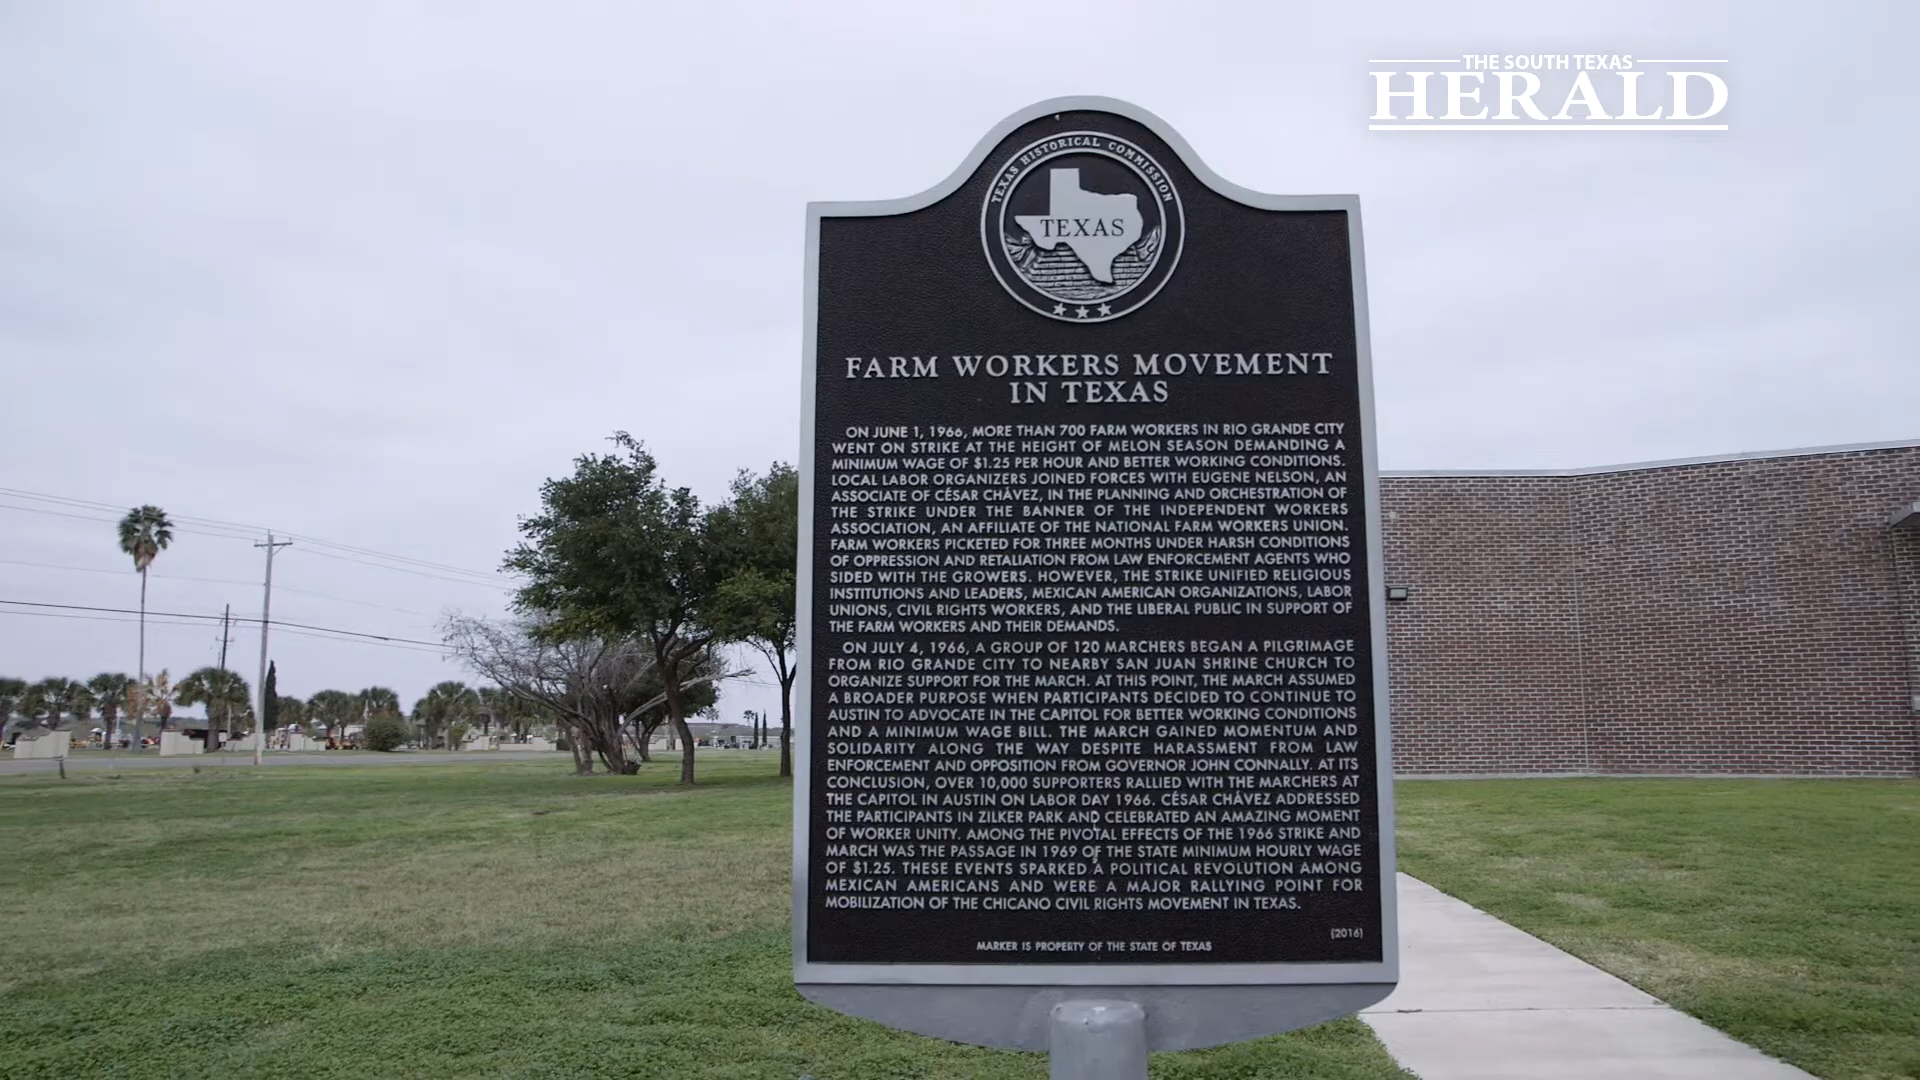 THE SOUTH TEXAS
HERALD
TEXAS HISTORICAL COMMISSION
TEXAS
FARM WORKERS MOVEMENT
IN TEXAS
ON JUNE 1, 1966, MORE THAN 700 FARM WORKERS IN RIO GRANDE CITY
WENT ON STRIKE AT THE HEIGHT OF MELON SEASON DEMANDING A
MINIMUM WAGE OF $1.25 PER HOUR AND BETTER WORKING CONDITIONS.
LOCAL LABOR ORGANIZERS JOINED FORCES WITH EUGENE NELSON, AN
ASSOCIATE OF CÉSAR CHÁVEZ, IN THE PLANNING AND ORCHESTRATION OF
THE STRIKE UNDER THE BANNER OF THE INDEPENDENT WORKERS
ASSOCIATION, AN AFFILIATE OF THE NATIONAL FARM WORKERS UNION.
FARM WORKERS PICKETED FOR THREE MONTHS UNDER HARSH CONDITIONS
OF OPPRESSION AND RETALIATION FROM LAW ENFORCEMENT AGENTS WHO
SIDED WITH THE GROWERS. HOWEVER, THE STRIKE UNIFIED RELIGIOUS
INSTITUTIONS AND LEADERS, MEXICAN AMERICAN ORGANIZATIONS, LABOR
UNIONS, CIVIL RIGHTS WORKERS, AND THE LIBERAL PUBLIC IN SUPPORT OF
THE FARM WORKERS AND THEIR DEMANDS.
ON JULY 4, 1966, A GROUP OF 120 MARCHERS BEGAN A PILGRIMAGE
FROM RIO GRANDE CITY TO NEARBY SAN JUAN SHRINE CHURCH TO
ORGANIZE SUPPORT FOR THE MARCH. AT THIS POINT, THE MARCH ASSUMED
A BROADER PURPOSE WHEN PARTICIPANTS DECIDED TO CONTINUE TO
AUSTIN TO ADVOCATE IN THE CAPITOL FOR BETTER WORKING CONDITIONS
AND A MINIMUM WAGE BILL. THE MARCH GAINED MOMENTUM AND
SOLIDARITY ALONG THE WAY DESPITE HARASSMENT FROM LAW
ENFORCEMENT AND OPPOSITION FROM GOVERNOR JOHN CONNALLY. AT ITS
CONCLUSION, OVER 10,000 SUPPORTERS RALLIED WITH THE MARCHERS AT
THE CAPITOL IN AUSTIN ON LABOR DAY 1966. CÉSAR CHÁVEZ ADDRESSED
THE PARTICIPANTS IN ZILKER PARK AND CELEBRATED AN AMAZING MOMENT
OF WORKER UNITY. AMONG THE PIVOTAL EFFECTS OF THE 1966 STRIKE AND
MARCH WAS THE PASSAGE IN 1969 OF THE STATE MINIMUM HOURLY WAGE
OF $1.25. THESE EVENTS SPARKED A POLITICAL REVOLUTION AMONG
MEXICAN AMERICANS AND WERE A MAJOR RALLYING POINT FOR
MOBILIZATION OF THE CHICANO CIVIL RIGHTS MOVEMENT IN TEXAS.
(2016)
MARKER IS PROPERTY OF THE STATE OF TEXAS